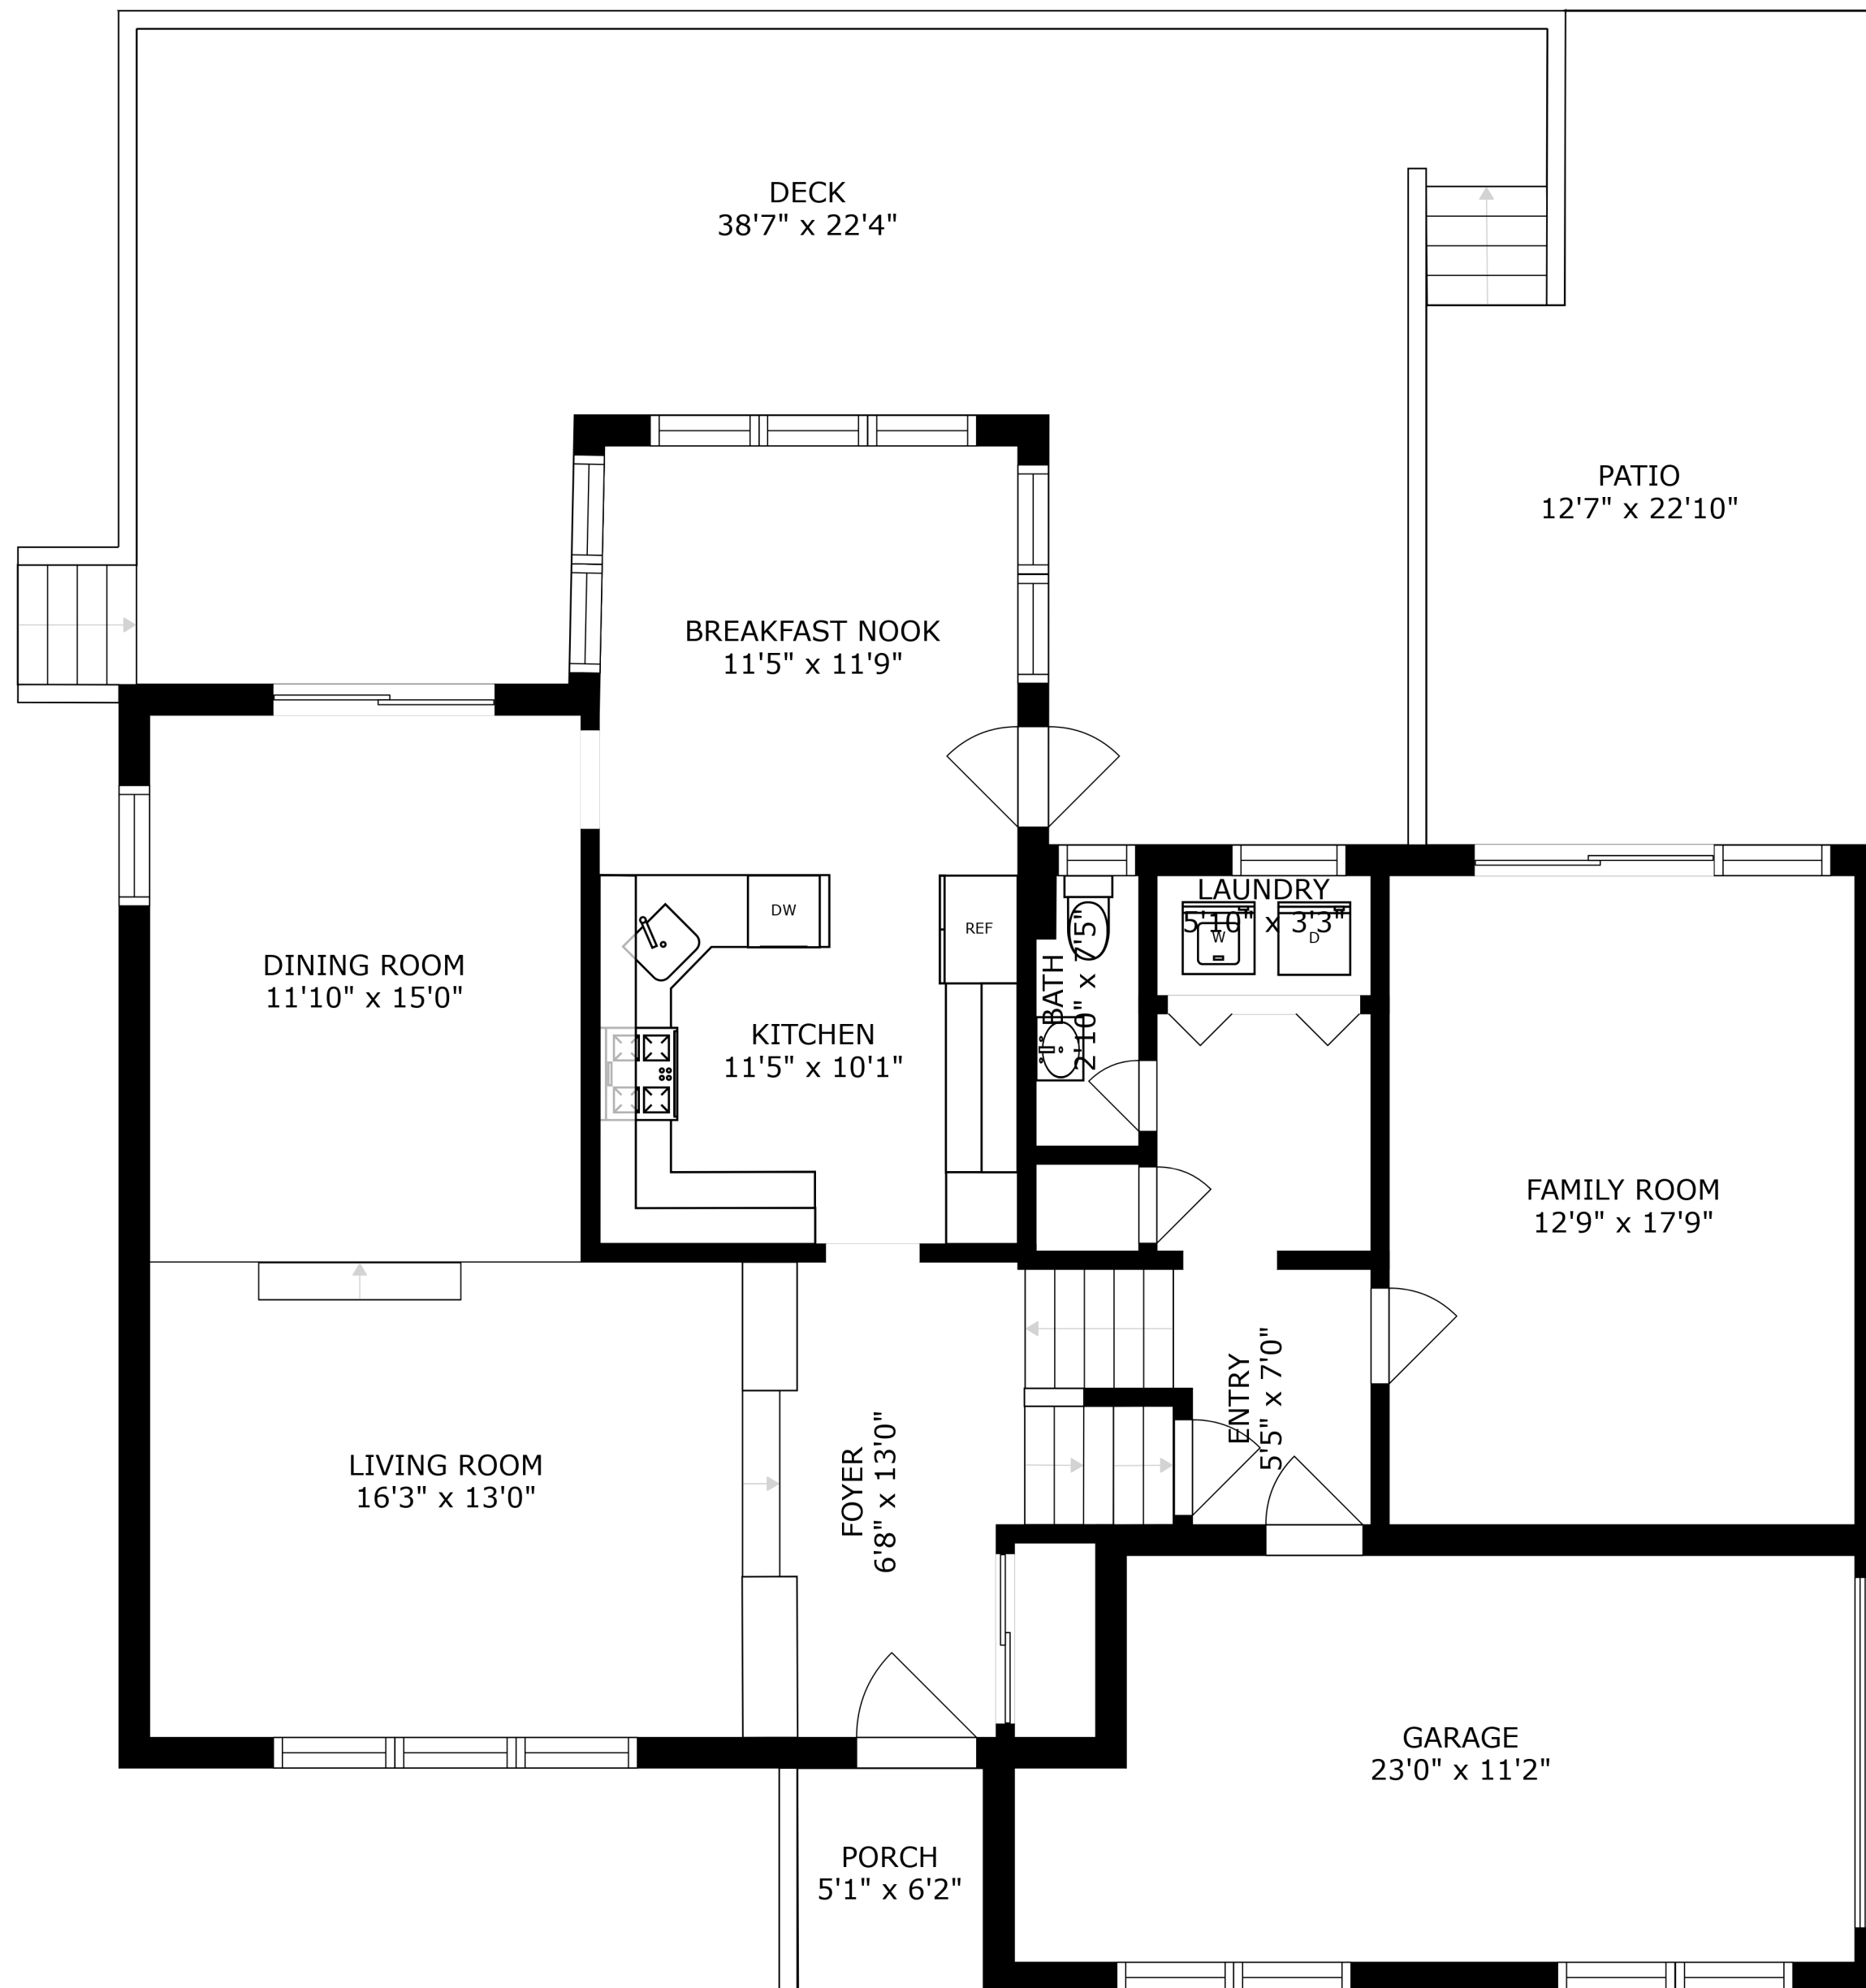 DECK
38'7" x 22'4"
PATIO
12'7" x 22'10"
BREAKFAST NOOK
11'5" x 11'9"
DW
REF
LAUNDRY
5'10" x 3'3"
W
D
BATH
2'10" x 7'5"
DINING ROOM
11'10" x 15'0"
KITCHEN
11'5" x 10'1"
FAMILY ROOM
12'9" x 17'9"
ENTRY
5'5" x 7'0"
LIVING ROOM
16'3" x 13'0"
FOYER
6'8" x 13'0"
GARAGE
23'0" x 11'2"
PORCH
5'1" x 6'2"